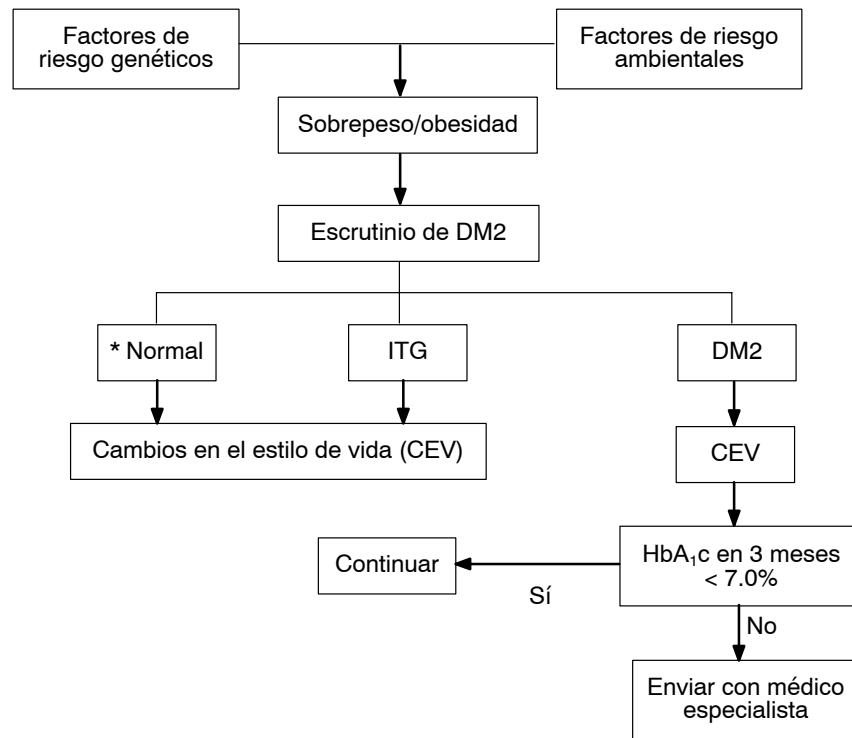 Factores de
riesgo genéticos
Factores de riesgo
ambientales
Sobrepeso/obesidad
Escrutinio de DM2
* Normal
ITG
DM2
Cambios en el estilo de vida (CEV)
CEV
HbA₁c en 3 meses
< 7.0%
Continuar
Sí
No
Enviar con médico
especialista